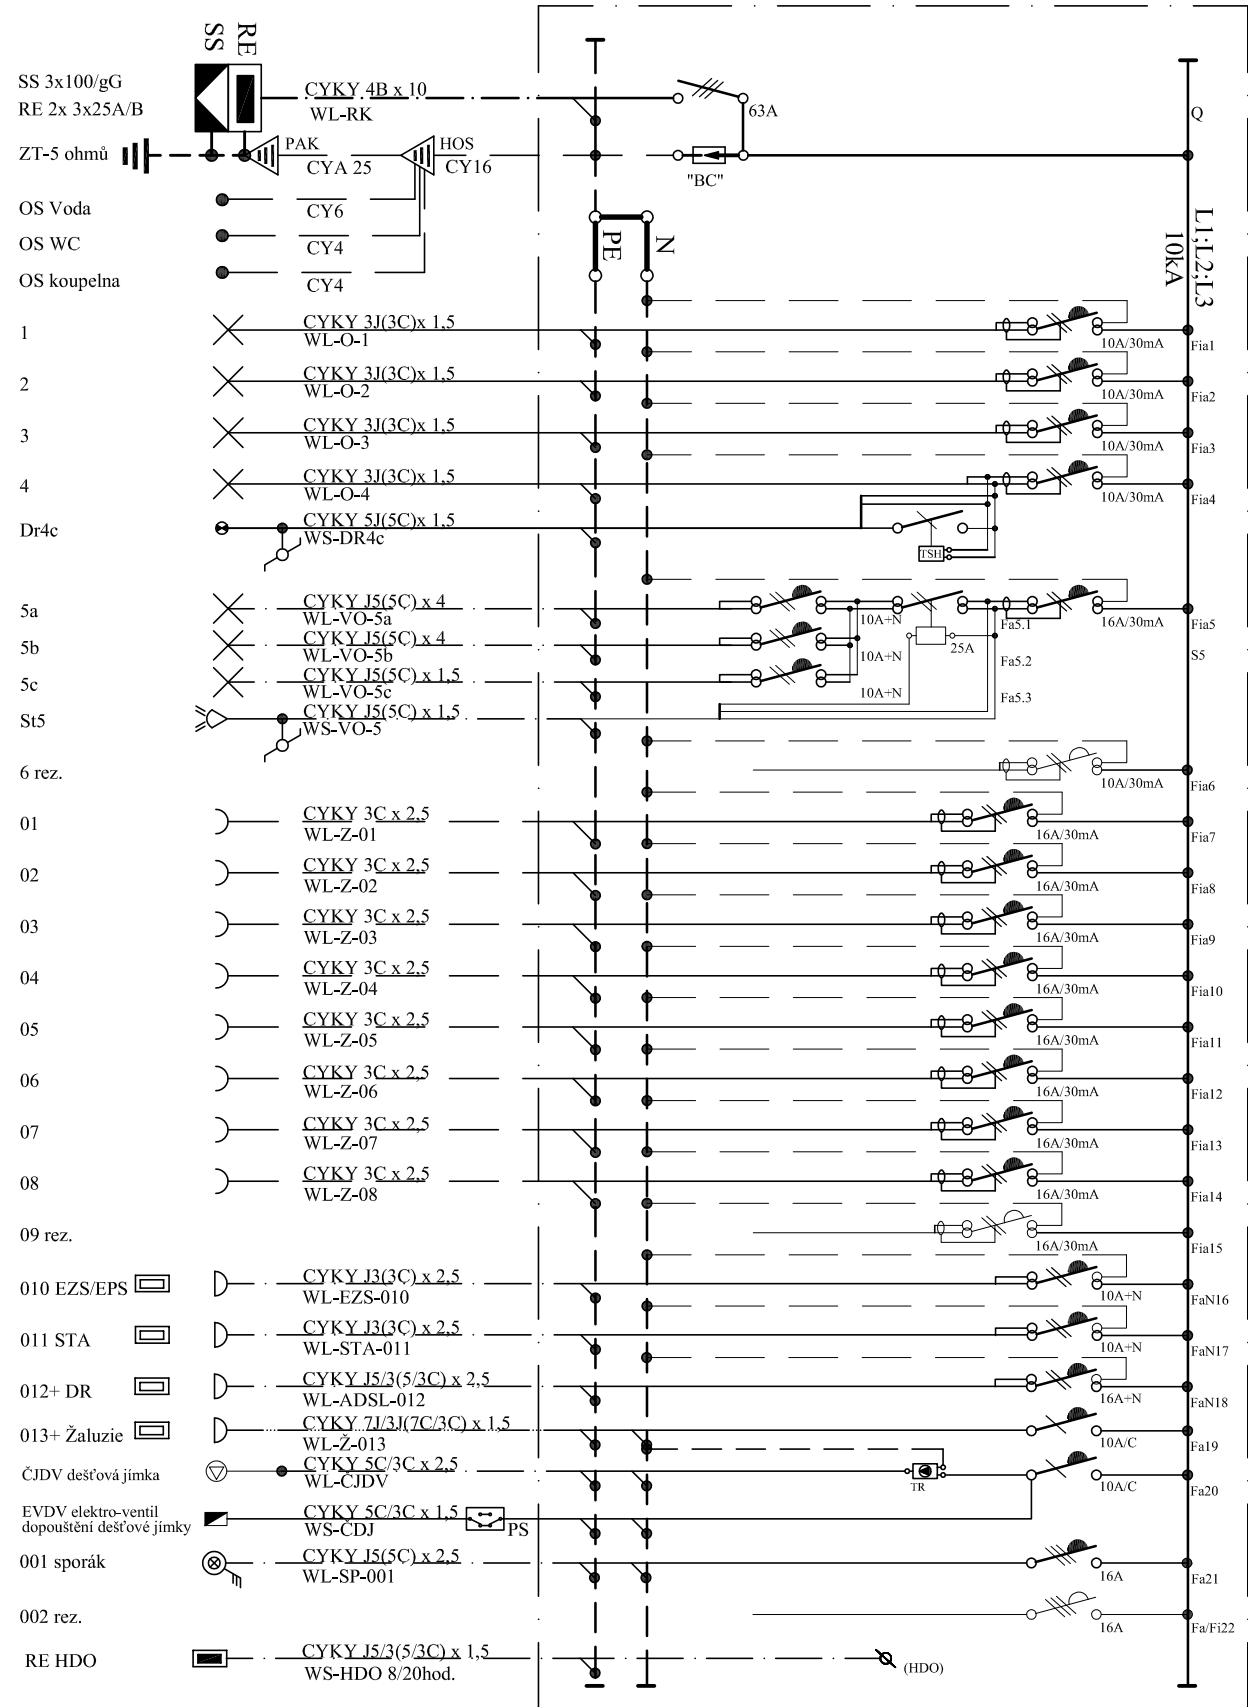 SS
RE
SS 3x100/gG
RE 2x 3x25A/B
CYKY 4B x 10
WL-RK
63A
Q
ZT-5 ohmů
PAK
CYA 25
HOS
CY16
"BC"
OS Voda
CY6
OS WC
CY4
OS koupelna
CY4
PE
N
L1;L2;L3
10kA
1
CYKY 3J(3C)x 1,5
WL-O-1
10A/30mA
Fia1
2
CYKY 3J(3C)x 1,5
WL-O-2
10A/30mA
Fia2
3
CYKY 3J(3C)x 1,5
WL-O-3
10A/30mA
Fia3
4
CYKY 3J(3C)x 1,5
WL-O-4
10A/30mA
Fia4
Dr4c
CYKY 5J(5C)x 1,5
WS-DR4c
TSH
5a
CYKY J5(5C) x 4
WL-VO-5a
10A+N
Fa5.1
16A/30mA
Fia5
5b
CYKY J5(5C) x 4
WL-VO-5b
10A+N
25A
Fa5.2
S5
5c
CYKY J5(5C) x 1,5
WL-VO-5c
10A+N
Fa5.3
St5
CYKY J5(5C) x 1,5
WS-VO-5
6 rez.
10A/30mA
Fia6
01
CYKY 3C x 2,5
WL-Z-01
16A/30mA
Fia7
02
CYKY 3C x 2,5
WL-Z-02
16A/30mA
Fia8
03
CYKY 3C x 2,5
WL-Z-03
16A/30mA
Fia9
04
CYKY 3C x 2,5
WL-Z-04
16A/30mA
Fia10
05
CYKY 3C x 2,5
WL-Z-05
16A/30mA
Fia11
06
CYKY 3C x 2,5
WL-Z-06
16A/30mA
Fia12
07
CYKY 3C x 2,5
WL-Z-07
16A/30mA
Fia13
08
CYKY 3C x 2,5
WL-Z-08
16A/30mA
Fia14
09 rez.
16A/30mA
Fia15
010 EZS/EPS
CYKY J3(3C) x 2,5
WL-EZS-010
10A+N
FaN16
011 STA
CYKY J3(3C) x 2,5
WL-STA-011
10A+N
FaN17
012+ DR
CYKY J5/3(5/3C) x 2,5
WL-ADSL-012
16A+N
FaN18
013+ Žaluzie
CYKY 7J/3J(7C/3C) x 1,5
WL-Ž-013
10A/C
Fa19
ČJDV dešťová jímka
CYKY 5C/3C x 2,5
WL-ČJDV
TR
10A/C
Fa20
EVDV elektro-ventil
dopouštění dešťové jímky
CYKY 5C/3C x 1,5
WS-ČDJ
PS
001 sporák
CYKY J5(5C) x 2,5
WL-SP-001
16A
Fa21
002 rez.
16A
Fa/Fi22
RE HDO
CYKY J5/3(5/3C) x 1,5
WS-HDO 8/20hod.
(HDO)